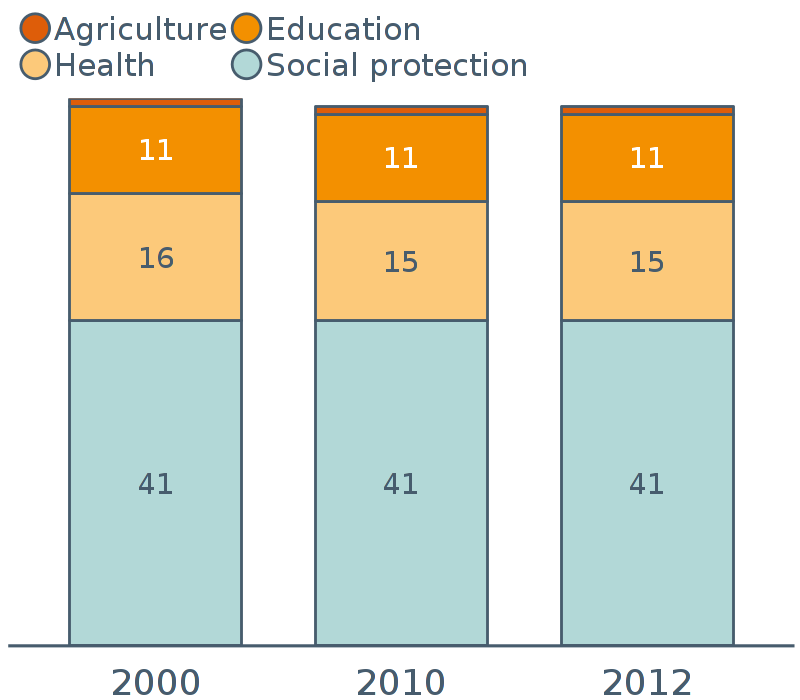 Agriculture Education
Health Social protection
11 11 11
16 15 15
41 41 41
2000 2010 2012